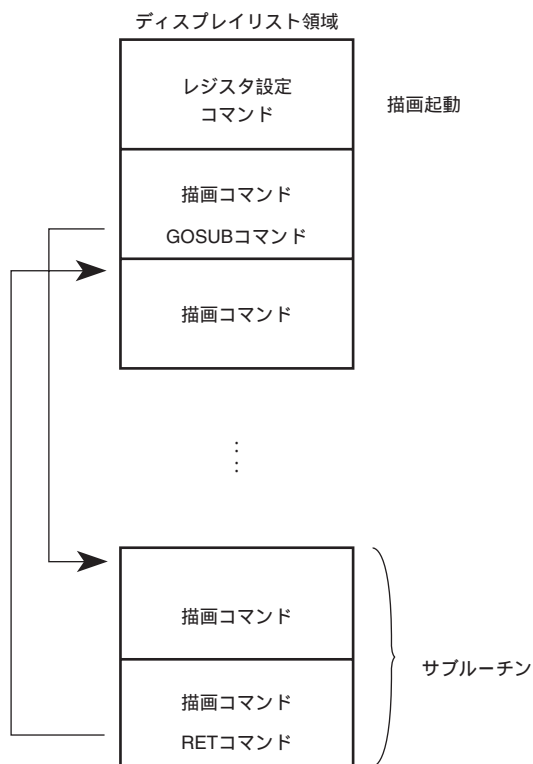 ディスプレイリスト領域
レジスタ設定
コマンド
描画起動
描画コマンド
GOSUBコマンド
描画コマンド
描画コマンド
サブルーチン
描画コマンド
RETコマンド